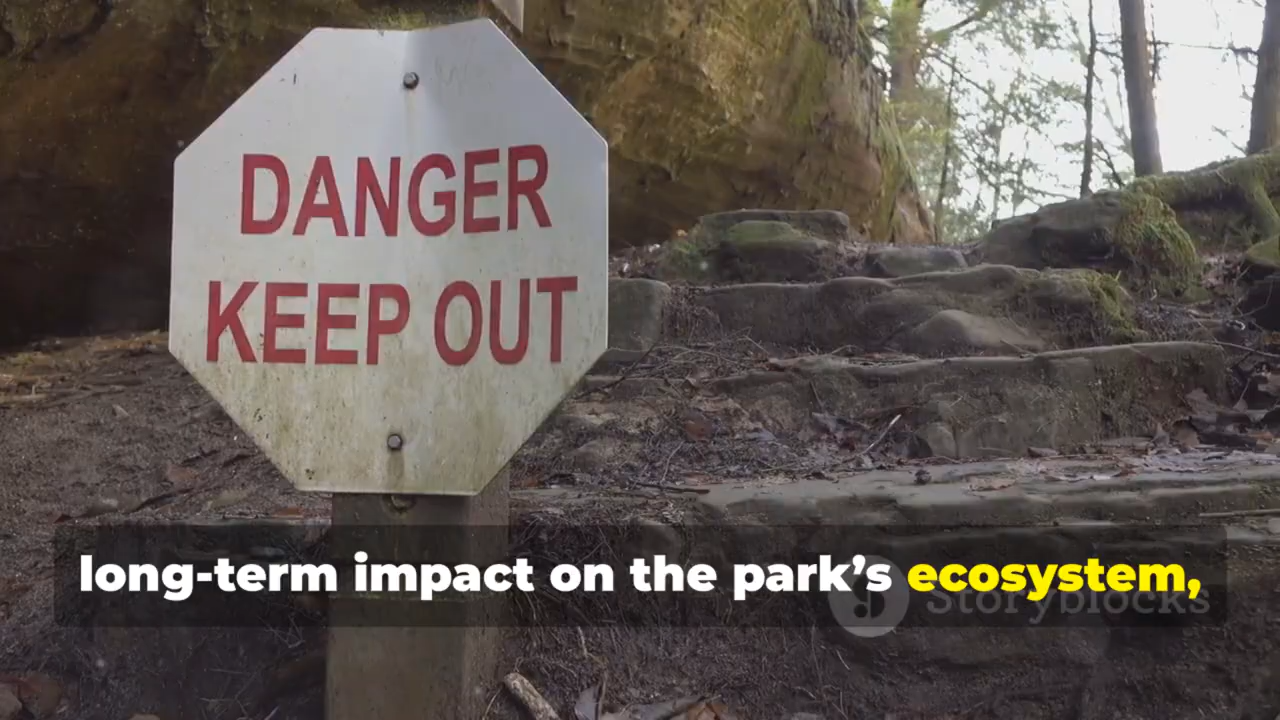 DANGER
KEEP OUT
long-term impact on the park’s ecosystem,
Storyblocks